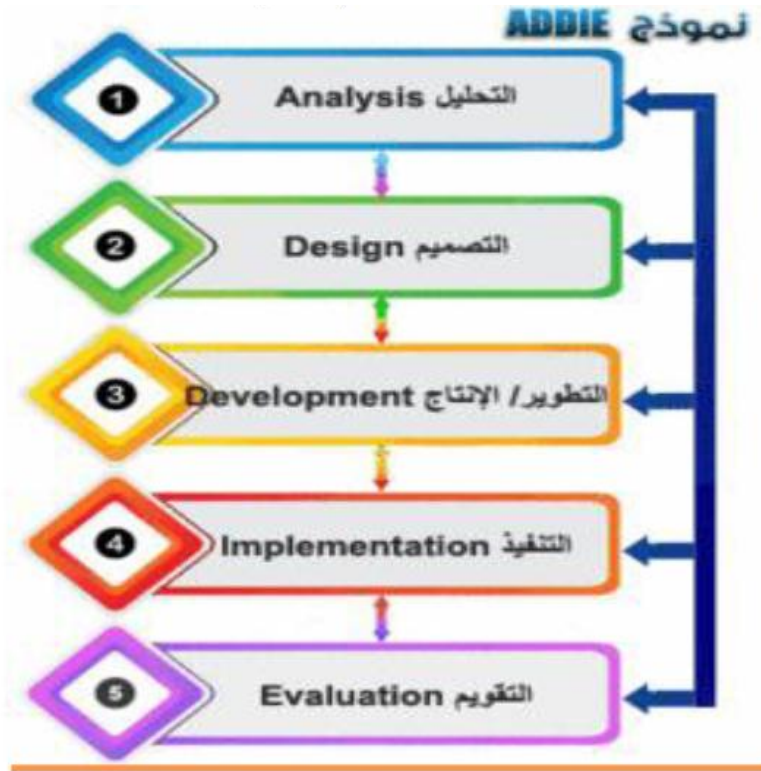 نموذج ADDIE
1
التحليل Analysis
2
التصميم Design
3
التطوير/ الإنتاج Development
4
التنفيذ Implementation
5
التقويم Evaluation